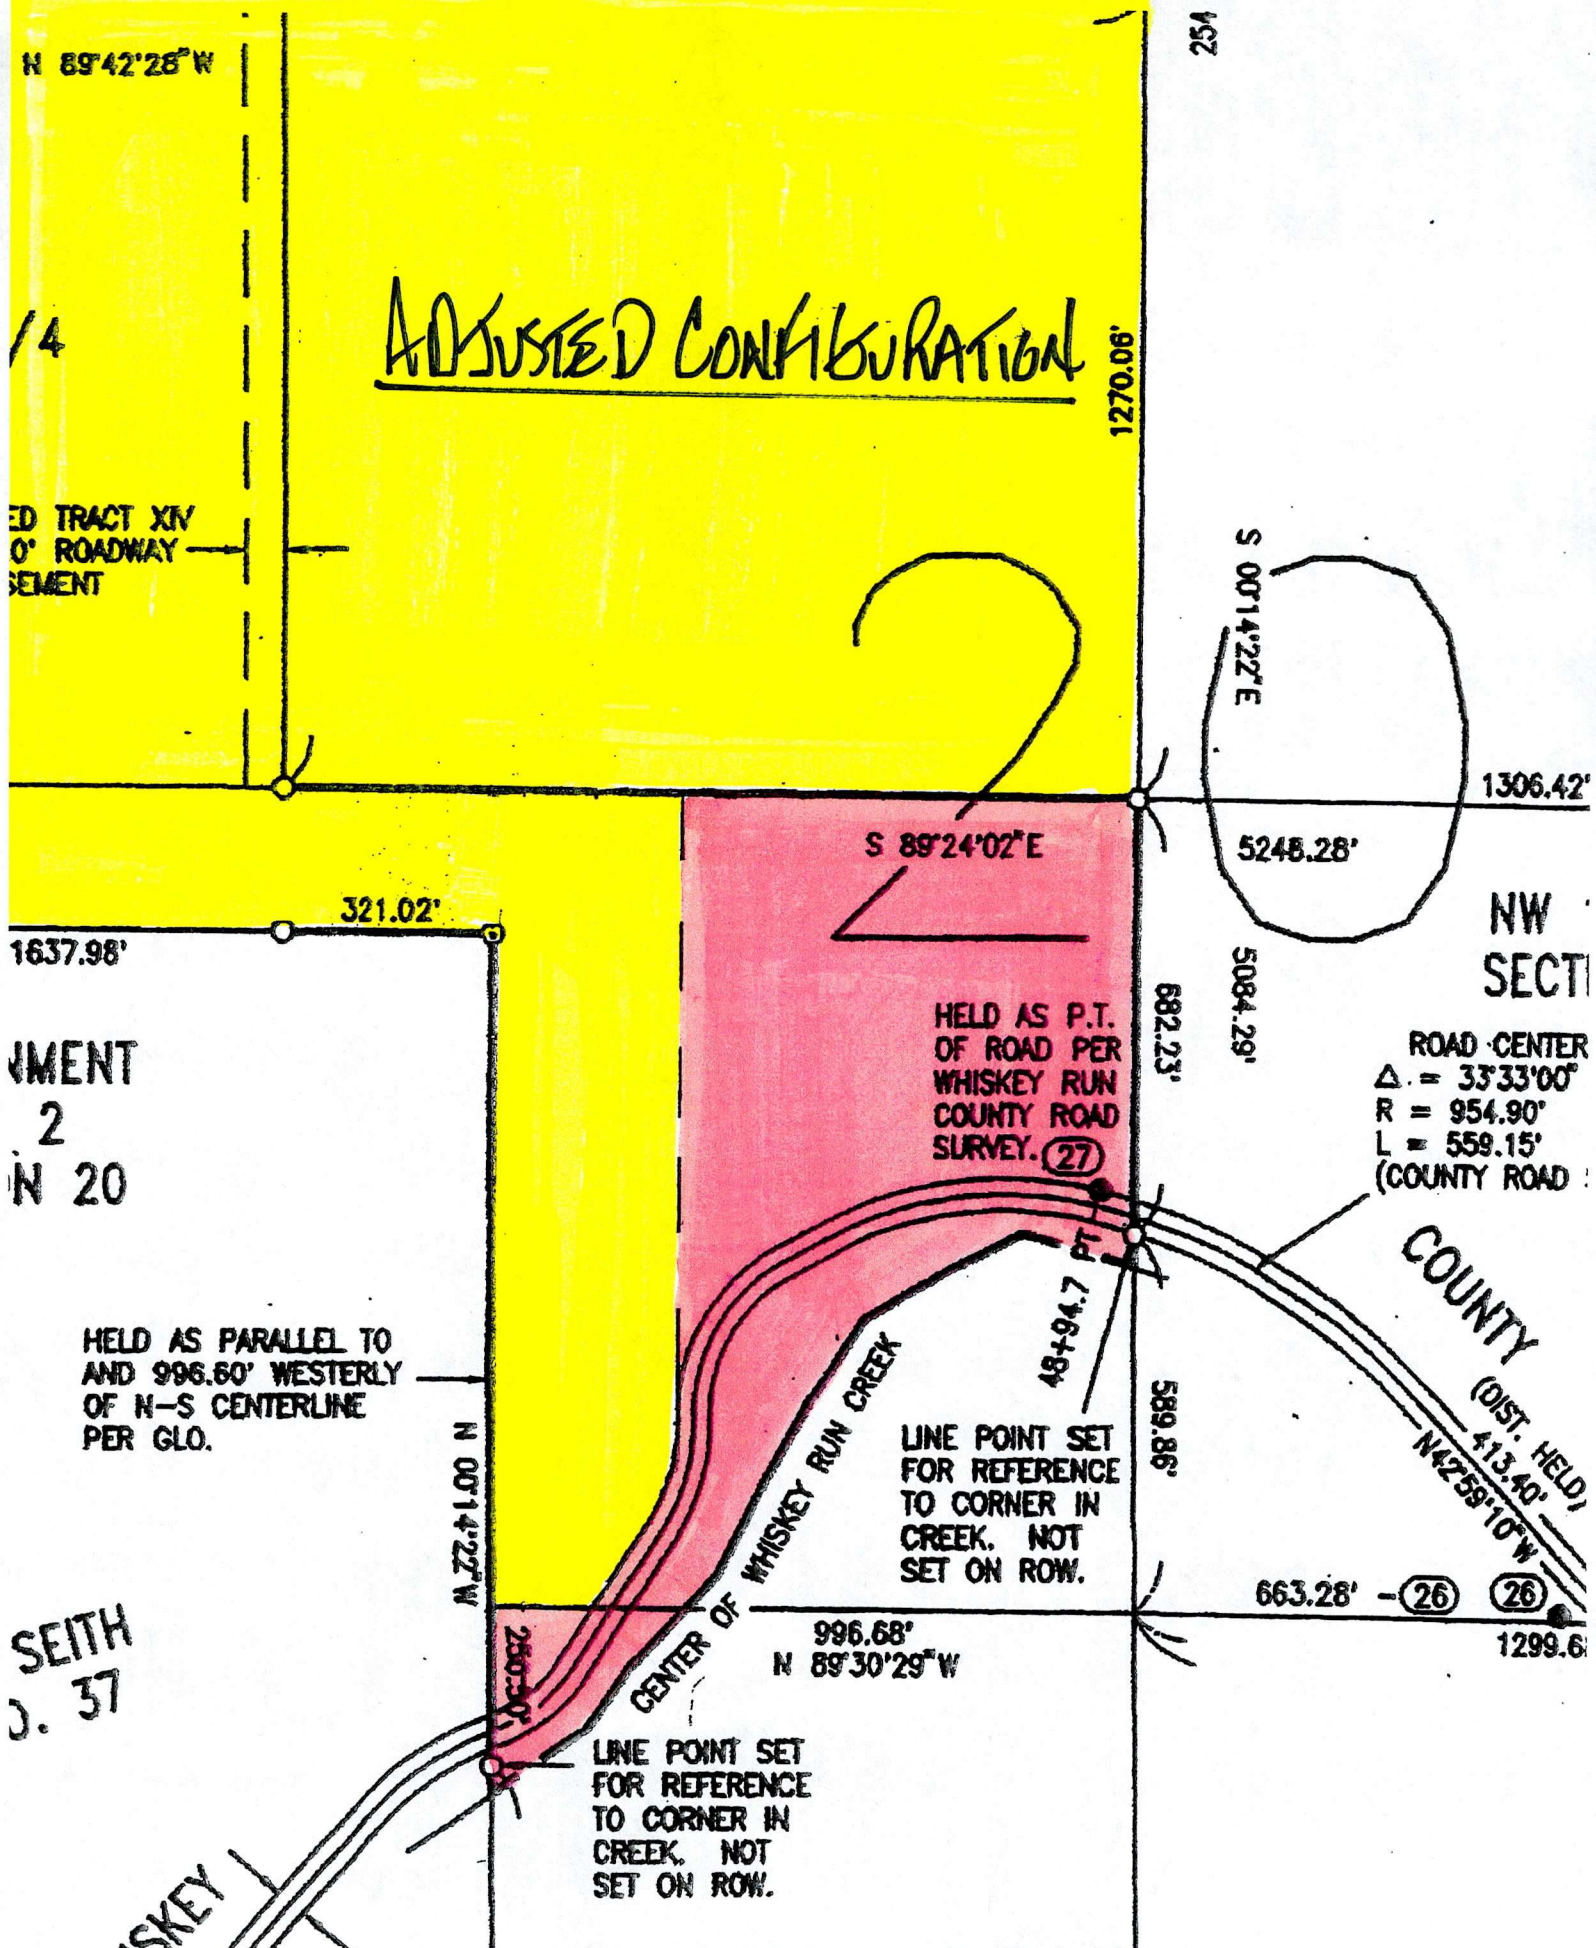 N 89°42'28"W
254
/4
ADJUSTED CONFIGURATION
1270.06'
ED TRACT XIV
0' ROADWAY
SEMENT
S 00°14'22"E
20
1306.42'
S 89°24'02"E
5248.28'
321.02'
1637.98'
NW
SECTI
682.23'
5084.29'
HELD AS P.T.
OF ROAD PER
WHISKEY RUN
COUNTY ROAD
SURVEY. 27
NMENT
2
N 20
ROAD CENTER
Δ = 33°33'00"
R = 954.90'
L = 559.15'
(COUNTY ROAD
COUNTY
PT
48+94.7
HELD AS PARALLEL TO
AND 996.60' WESTERLY
OF N-S CENTERLINE
PER GLO.
N 00°14'22"W
CENTER OF WHISKEY RUN CREEK
LINE POINT SET
FOR REFERENCE
TO CORNER IN
CREEK. NOT
SET ON ROW.
589.86'
(DIST. HELD)
413.40'
N42°59'10"W
663.28' - 26 26
1299.6
996.68'
N 89°30'29"W
SEITH
37
LINE POINT SET
FOR REFERENCE
TO CORNER IN
CREEK. NOT
SET ON ROW.
SKEY